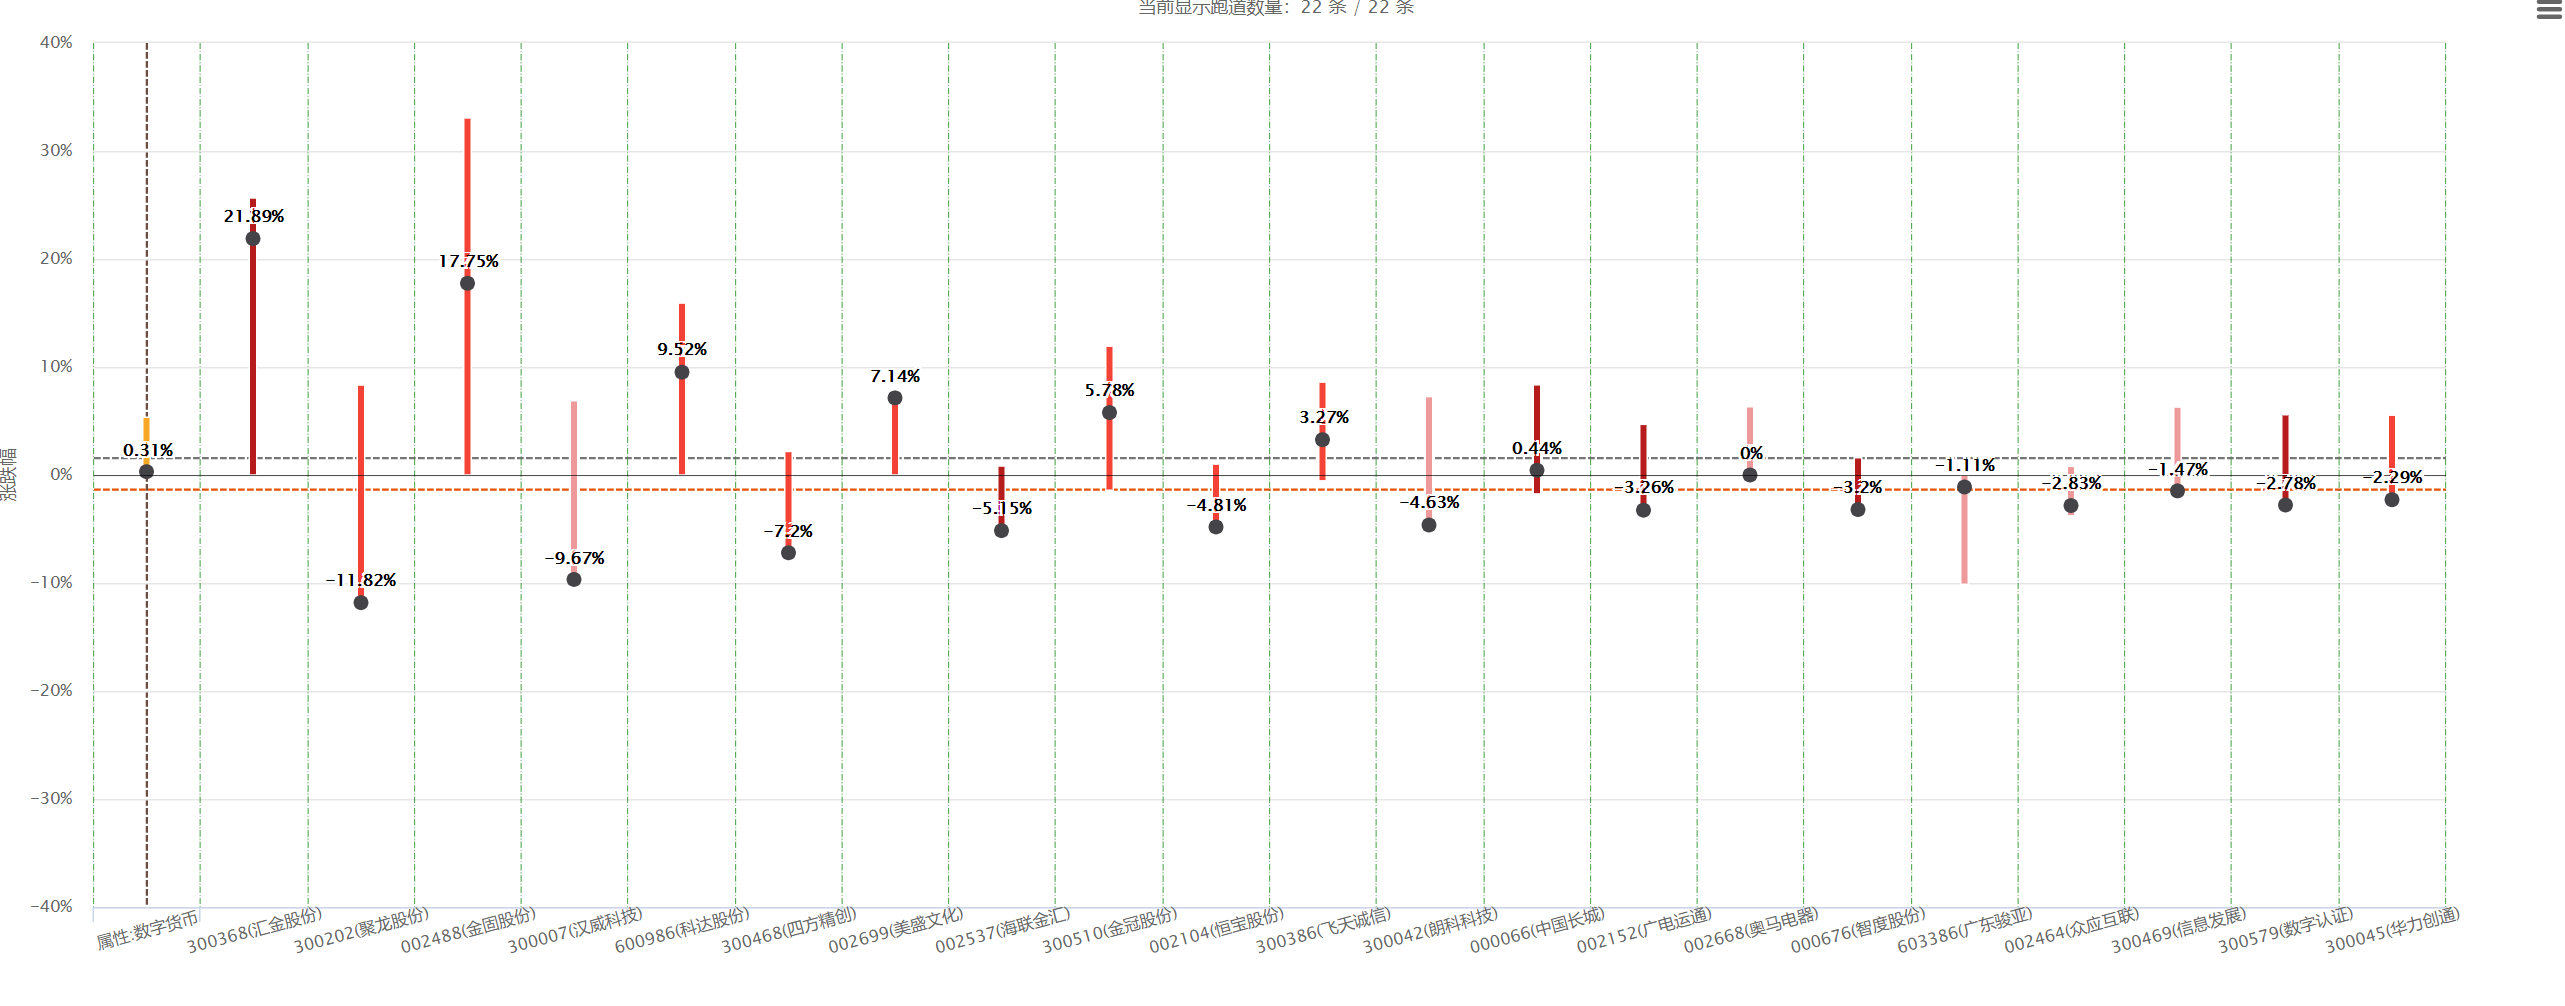 当前显示跑道数量：22 条 / 22 条
涨跌幅
40%
30%
20%
10%
0%
-10%
-20%
-30%
-40%
0.31%
21.89%
-11.82%
17.75%
-9.67%
9.52%
-7.2%
7.14%
-5.15%
5.78%
-4.81%
3.27%
-4.63%
0.44%
-3.26%
0%
-3.2%
-1.11%
-2.83%
-1.47%
-2.78%
-2.29%
属性:数字货币
300368(汇金股份)
300202(聚龙股份)
002488(金固股份)
300007(汉威科技)
600986(科达股份)
300468(四方精创)
002699(美盛文化)
002537(海联金汇)
300510(金冠股份)
002104(恒宝股份)
300386(飞天诚信)
300042(朗科科技)
000066(中国长城)
002152(广电运通)
002668(奥马电器)
000676(智度股份)
603386(广东骏亚)
002464(众应互联)
300469(信息发展)
300579(数字认证)
300045(华力创通)